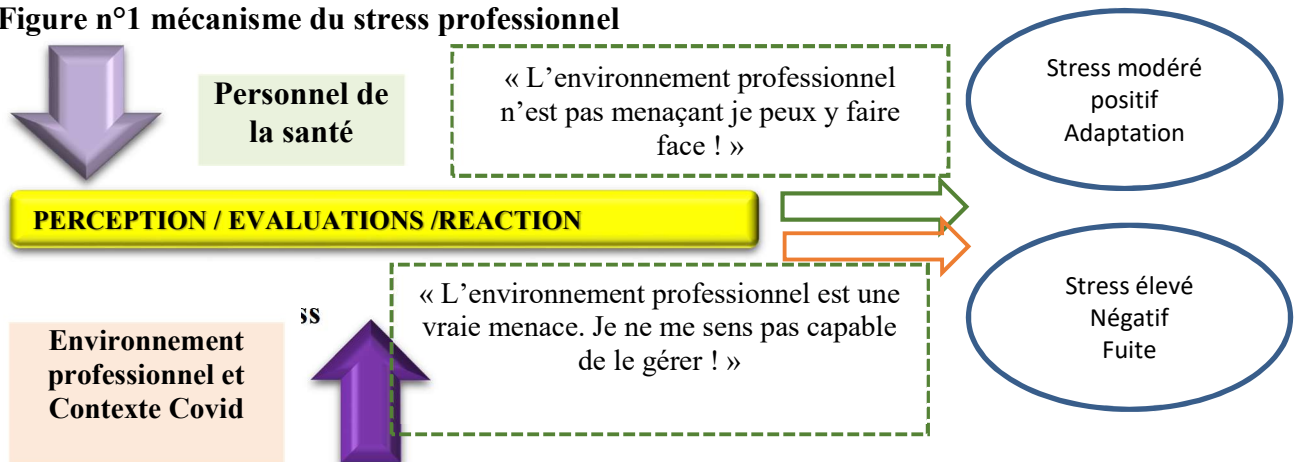 Figure n°1 mécanisme du stress professionnel
Personnel de
la santé
« L’environnement professionnel
n’est pas menaçant je peux y faire
face ! »
Stress modéré
positif
Adaptation
PERCEPTION / EVALUATIONS /REACTION
« L’environnement professionnel est une
vraie menace. Je ne me sens pas capable
de le gérer ! »
Stress élevé
Négatif
Fuite
ss
Environnement
professionnel et
Contexte Covid